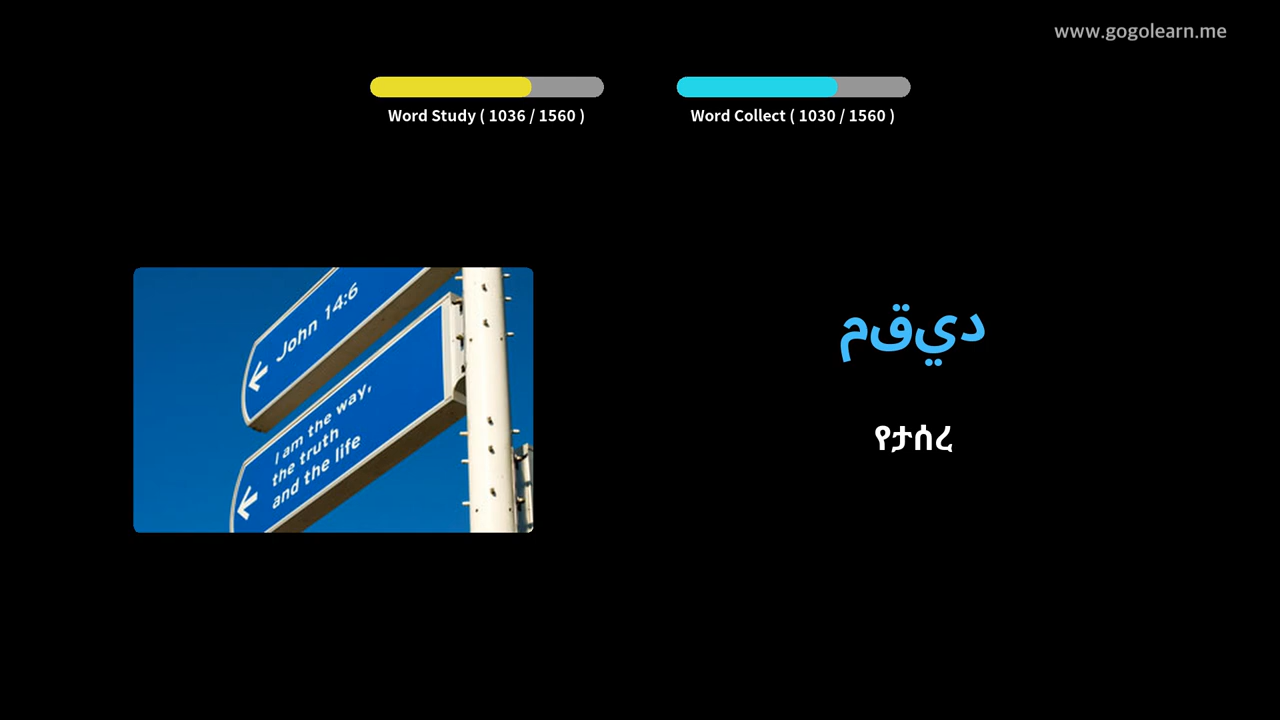 www.gogolearn.me
Word Study ( 1036 / 1560 )
Word Collect ( 1030 / 1560 )
John 14:6
I am the way,
the truth
and the life
ديقم
የታሰረ